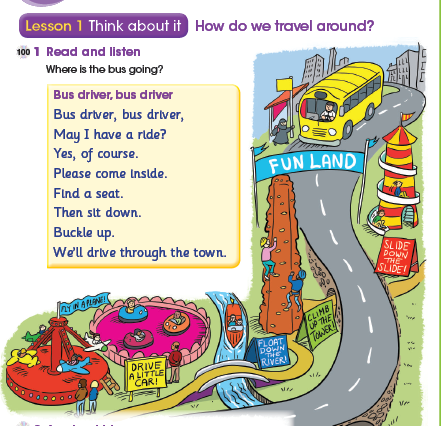 Lesson 1 Think about it How do we travel around?
100 1 Read and listen
Where is the bus going?
Bus driver, bus driver
Bus driver, bus driver,
May I have a ride?
Yes, of course.
Please come inside.
Find a seat.
Then sit down.
Buckle up.
We'll drive through the town.
FUN LAND
SLIDE
DOWN
THE
SLIDE!
FLY IN A PLANE!
CLIMB
UP THE
TOWER!
FLOAT
DOWN
THE
RIVER!
DRIVE
A LITTLE
CAR!